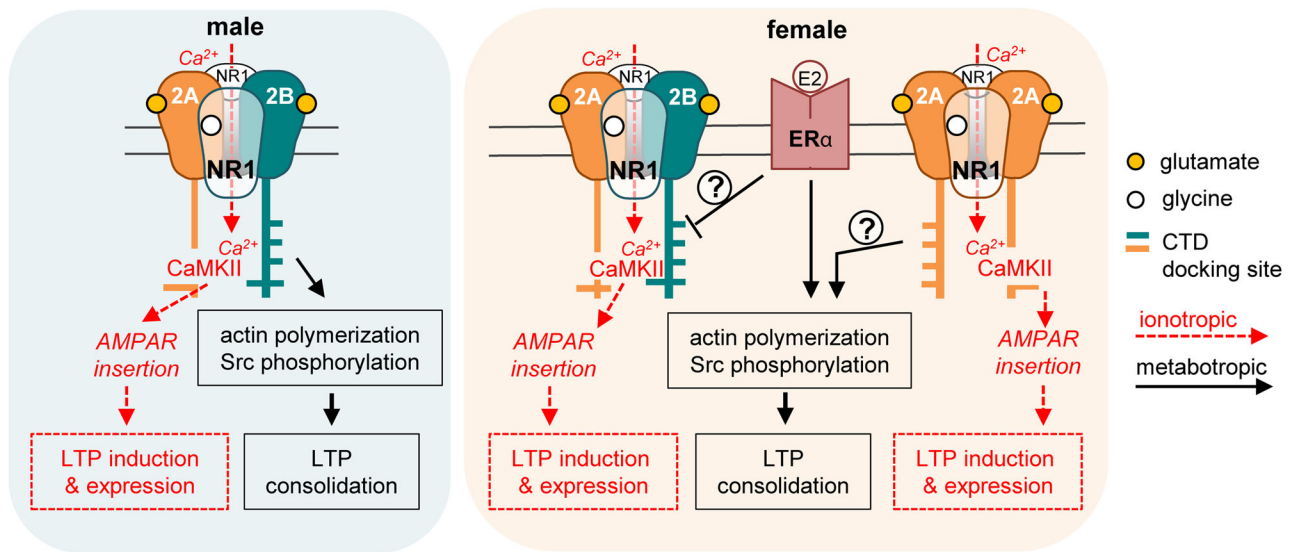 male
Ca²⁺
NR1
2A
2B
NR1
Ca²⁺
CaMKII
AMPAR
insertion
actin polymerization
Src phosphorylation
LTP induction
& expression
LTP
consolidation
female
Ca²⁺
NR1
2A
2B
NR1
E2
ERα
Ca²⁺
NR1
2A
2A
NR1
?
?
Ca²⁺
CaMKII
Ca²⁺
CaMKII
AMPAR
insertion
actin polymerization
Src phosphorylation
AMPAR
insertion
LTP induction
& expression
LTP
consolidation
LTP induction
& expression
glutamate
glycine
CTD
docking site
ionotropic
metabotropic